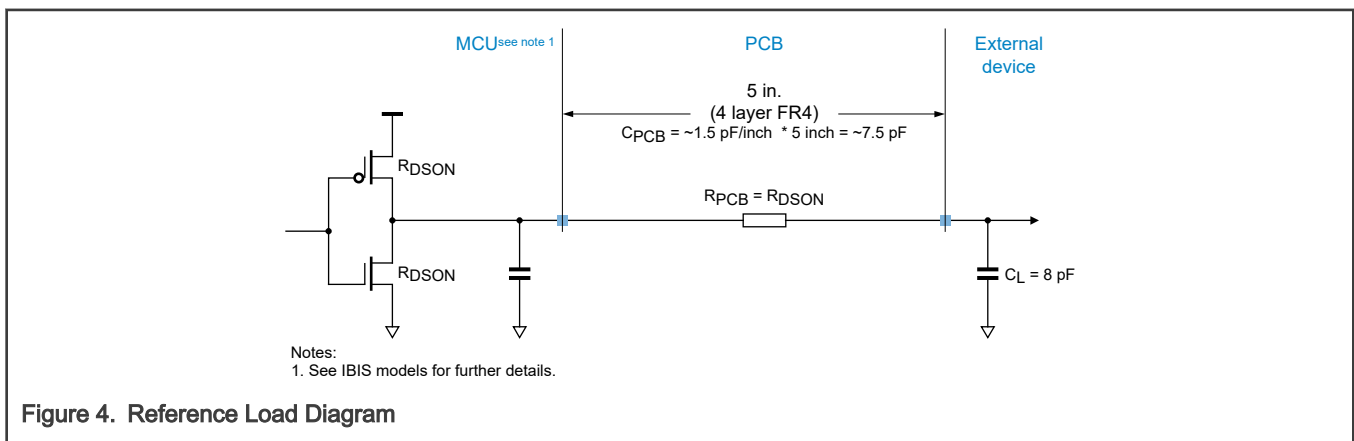 MCU see note 1
PCB
External
device
5 in.
(4 layer FR4)
CPCB = ~1.5 pF/inch * 5 inch = ~7.5 pF
RDSON
RPCB = RDSON
RDSON
CL = 8 pF
Notes:
1. See IBIS models for further details.
Figure 4. Reference Load Diagram